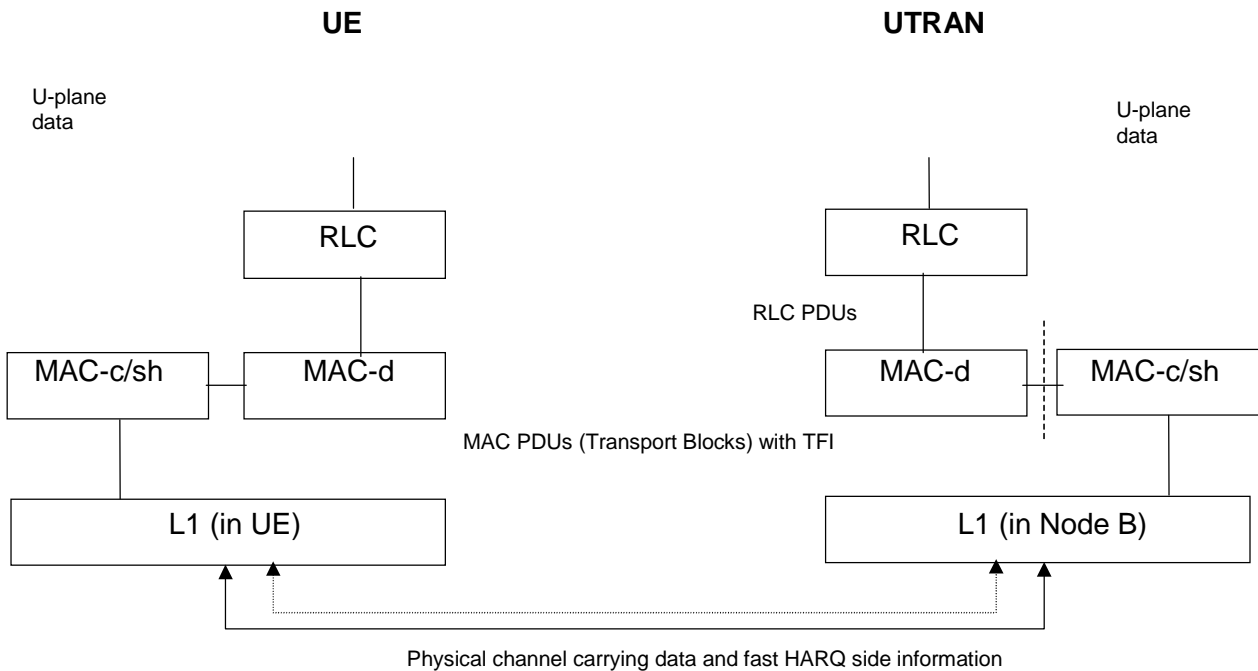 UE
UTRAN
U-plane
data
U-plane
data
RLC
RLC
RLC PDUs
MAC-c/sh
MAC-d
MAC-d
MAC-c/sh
MAC PDUs (Transport Blocks) with TFI
L1 (in UE)
L1 (in Node B)
Physical channel carrying data and fast HARQ side information